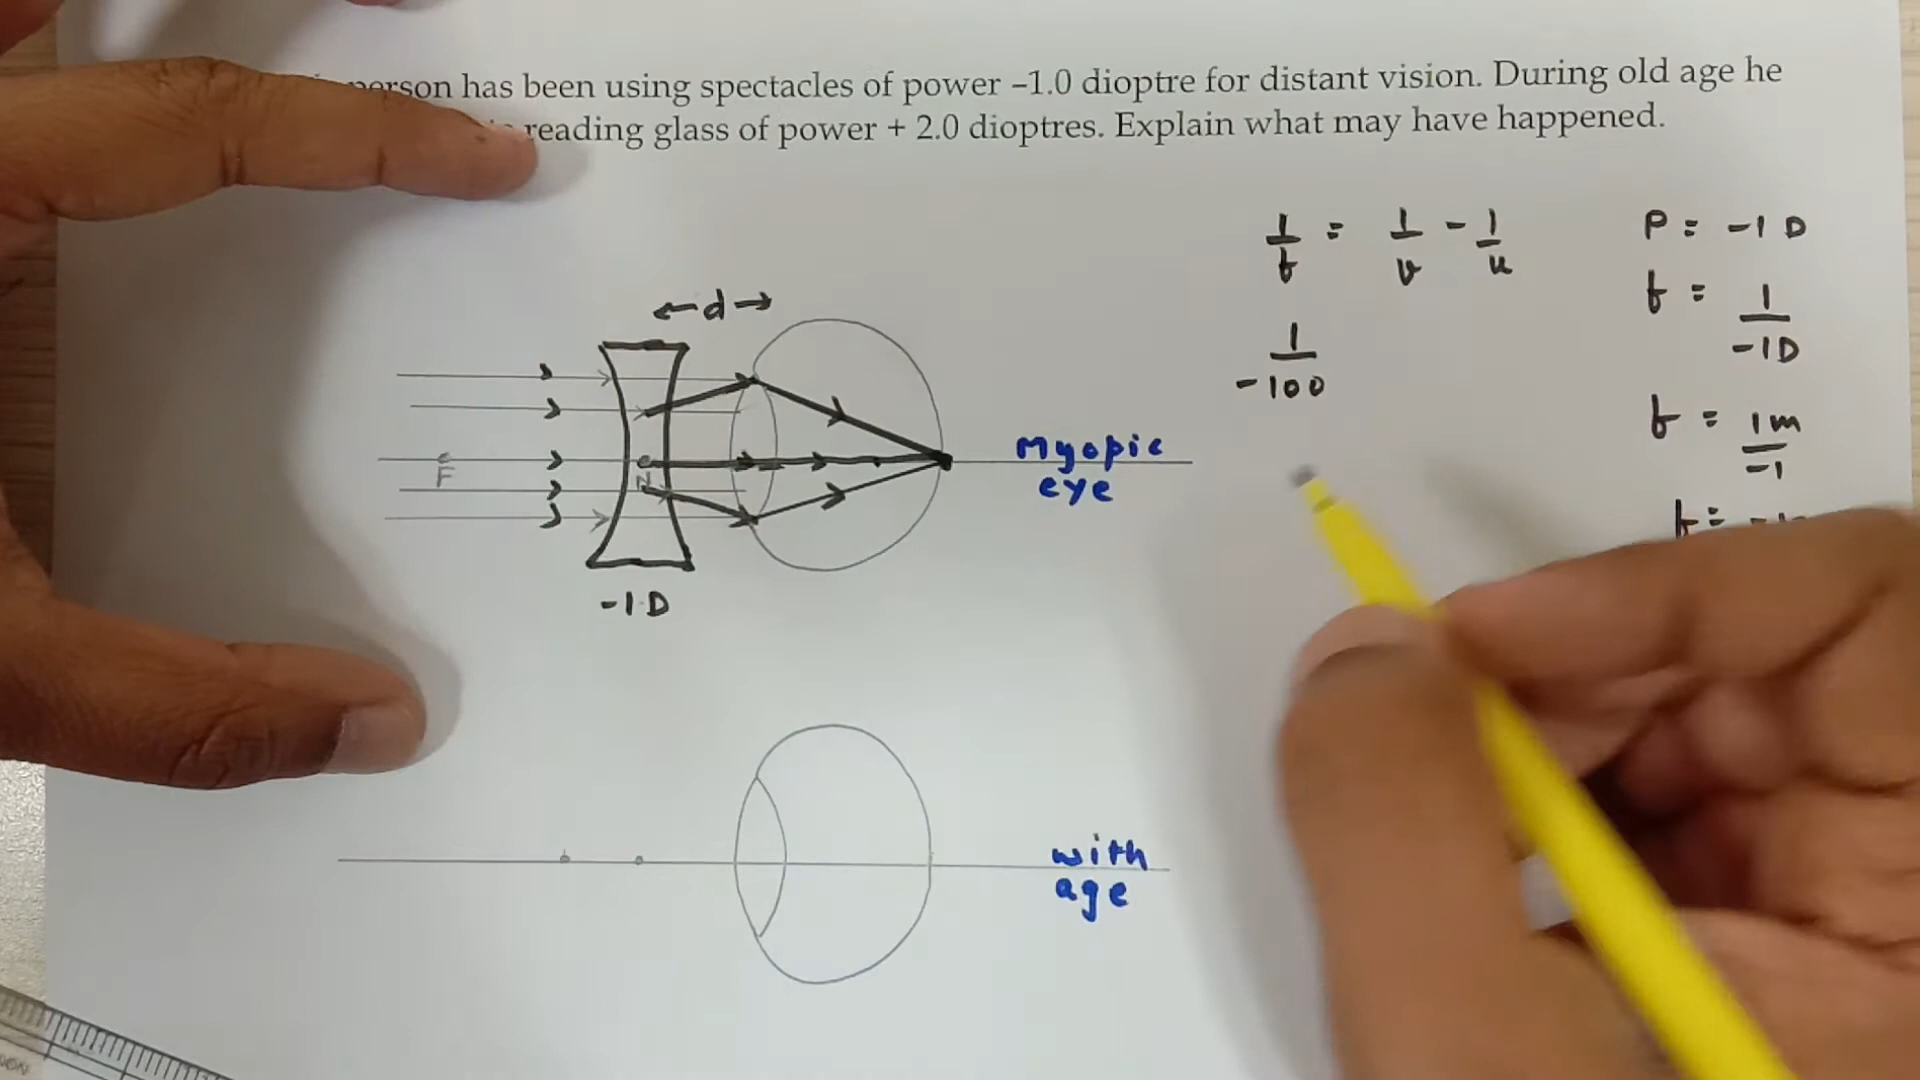 person has been using spectacles of power –1.0 dioptre for distant vision. During old age he
reading glass of power + 2.0 dioptres. Explain what may have happened.
1/f = 1/v - 1/u
1/-100
P = -1 D
f = 1/-1D
f = 1m/-1
f =
←d→
F
N
-1 D
Myopic
eye
with
age